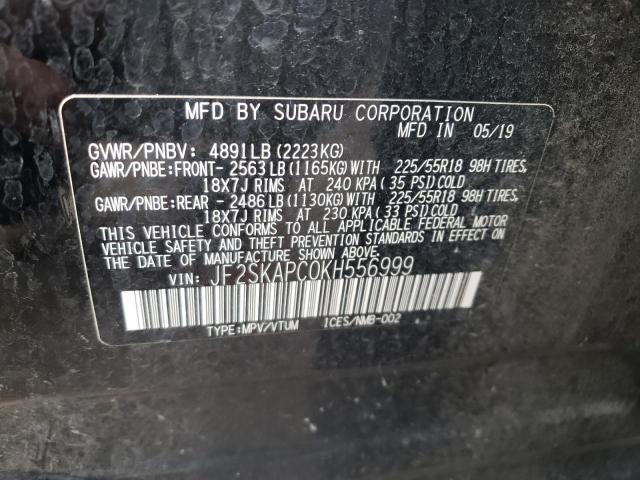 MFD BY SUBARU CORPORATION
MFD IN 05/19
GVWR/PNBV: 4891LB(2223KG)
GAWR/PNBE:FRONT-2563LB(1165KG)WITH 225/55R18 98H TIRES,
18X7J RIMS AT 240 KPA(35 PSI)COLD
GAWR/PNBE:REAR -2486LB(1130KG)WITH 225/55R18 98H TIRES,
18X7J RIMS AT 230 KPA(33 PSI)COLD
THIS VEHICLE CONFORMS TO ALL APPLICABLE FEDERAL MOTOR
VEHICLE SAFETY AND THEFT PREVENTION STANDARDS IN EFFECT ON THE
DATE OF MANUFACTURE SHOWN ABOVE.
VIN: JF2SKAPC0KH556999
TYPE:MPV/VTUM ICES/NMB-002